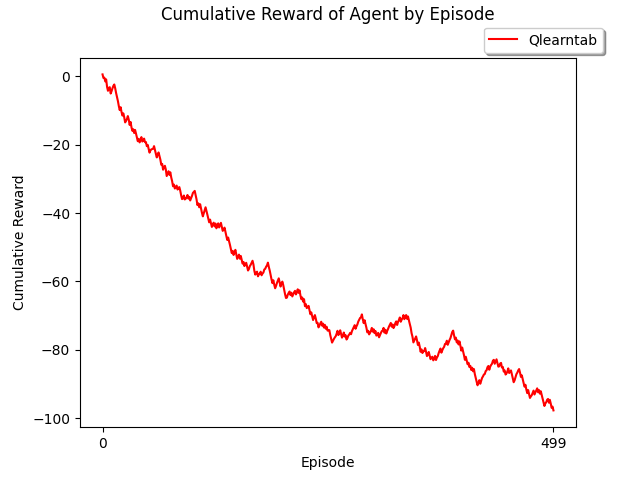 Cumulative Reward of Agent by Episode
Qlearntab
0
−20
−40
−60
−80
−100
Cumulative Reward
0
499
Episode